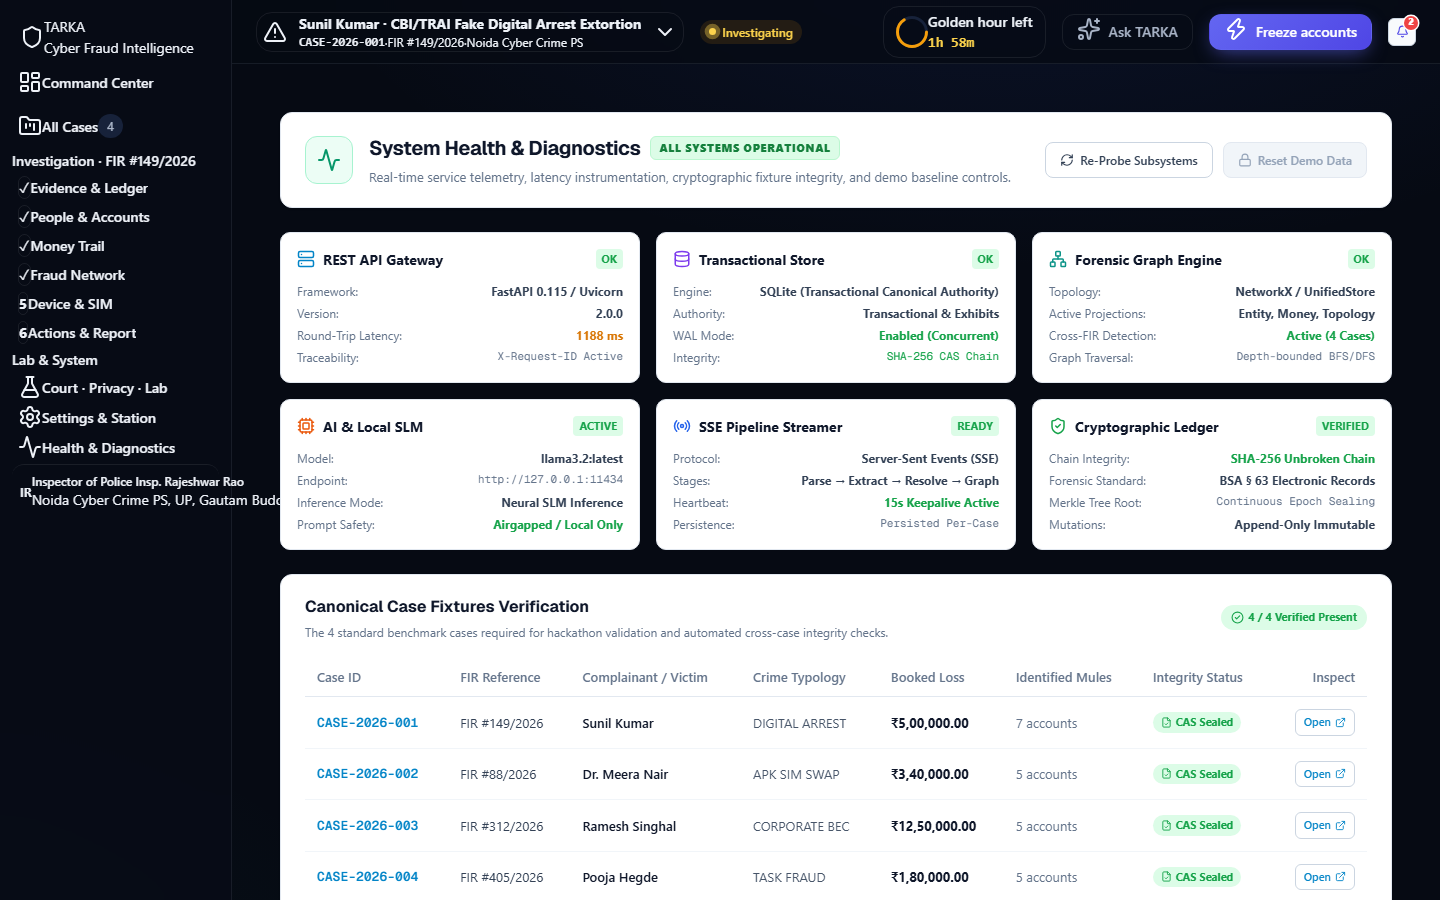 TARKA
Cyber Fraud Intelligence
Command Center
All Cases 4
Investigation · FIR #149/2026
✓ Evidence & Ledger
✓ People & Accounts
✓ Money Trail
✓ Fraud Network
5 Device & SIM
6 Actions & Report
Lab & System
Court · Privacy · Lab
Settings & Station
Health & Diagnostics
IR
Inspector of Police Insp. Rajeshwar Rao
Noida Cyber Crime PS, UP, Gautam Budd
Sunil Kumar · CBI/TRAI Fake Digital Arrest Extortion
CASE-2026-001·FIR #149/2026·Noida Cyber Crime PS
Investigating
Golden hour left
1h 58m
Ask TARKA
Freeze accounts
2
System Health & Diagnostics
ALL SYSTEMS OPERATIONAL
Real-time service telemetry, latency instrumentation, cryptographic fixture integrity, and demo baseline controls.
Re-Probe Subsystems
Reset Demo Data
REST API Gateway OK
Framework: FastAPI 0.115 / Uvicorn
Version: 2.0.0
Round-Trip Latency: 1188 ms
Traceability: X-Request-ID Active
Transactional Store OK
Engine: SQLite (Transactional Canonical Authority)
Authority: Transactional & Exhibits
WAL Mode: Enabled (Concurrent)
Integrity: SHA-256 CAS Chain
Forensic Graph Engine OK
Topology: NetworkX / UnifiedStore
Active Projections: Entity, Money, Topology
Cross-FIR Detection: Active (4 Cases)
Graph Traversal: Depth-bounded BFS/DFS
AI & Local SLM ACTIVE
Model: llama3.2:latest
Endpoint: http://127.0.0.1:11434
Inference Mode: Neural SLM Inference
Prompt Safety: Airgapped / Local Only
SSE Pipeline Streamer READY
Protocol: Server-Sent Events (SSE)
Stages: Parse → Extract → Resolve → Graph
Heartbeat: 15s Keepalive Active
Persistence: Persisted Per-Case
Cryptographic Ledger VERIFIED
Chain Integrity: SHA-256 Unbroken Chain
Forensic Standard: BSA § 63 Electronic Records
Merkle Tree Root: Continuous Epoch Sealing
Mutations: Append-Only Immutable
Canonical Case Fixtures Verification
The 4 standard benchmark cases required for hackathon validation and automated cross-case integrity checks.
4 / 4 Verified Present
Case ID FIR Reference Complainant / Victim Crime Typology Booked Loss Identified Mules Integrity Status Inspect
CASE-2026-001 FIR #149/2026 Sunil Kumar DIGITAL ARREST ₹5,00,000.00 7 accounts CAS Sealed Open
CASE-2026-002 FIR #88/2026 Dr. Meera Nair APK SIM SWAP ₹3,40,000.00 5 accounts CAS Sealed Open
CASE-2026-003 FIR #312/2026 Ramesh Singhal CORPORATE BEC ₹12,50,000.00 5 accounts CAS Sealed Open
CASE-2026-004 FIR #405/2026 Pooja Hegde TASK FRAUD ₹1,80,000.00 5 accounts CAS Sealed Open